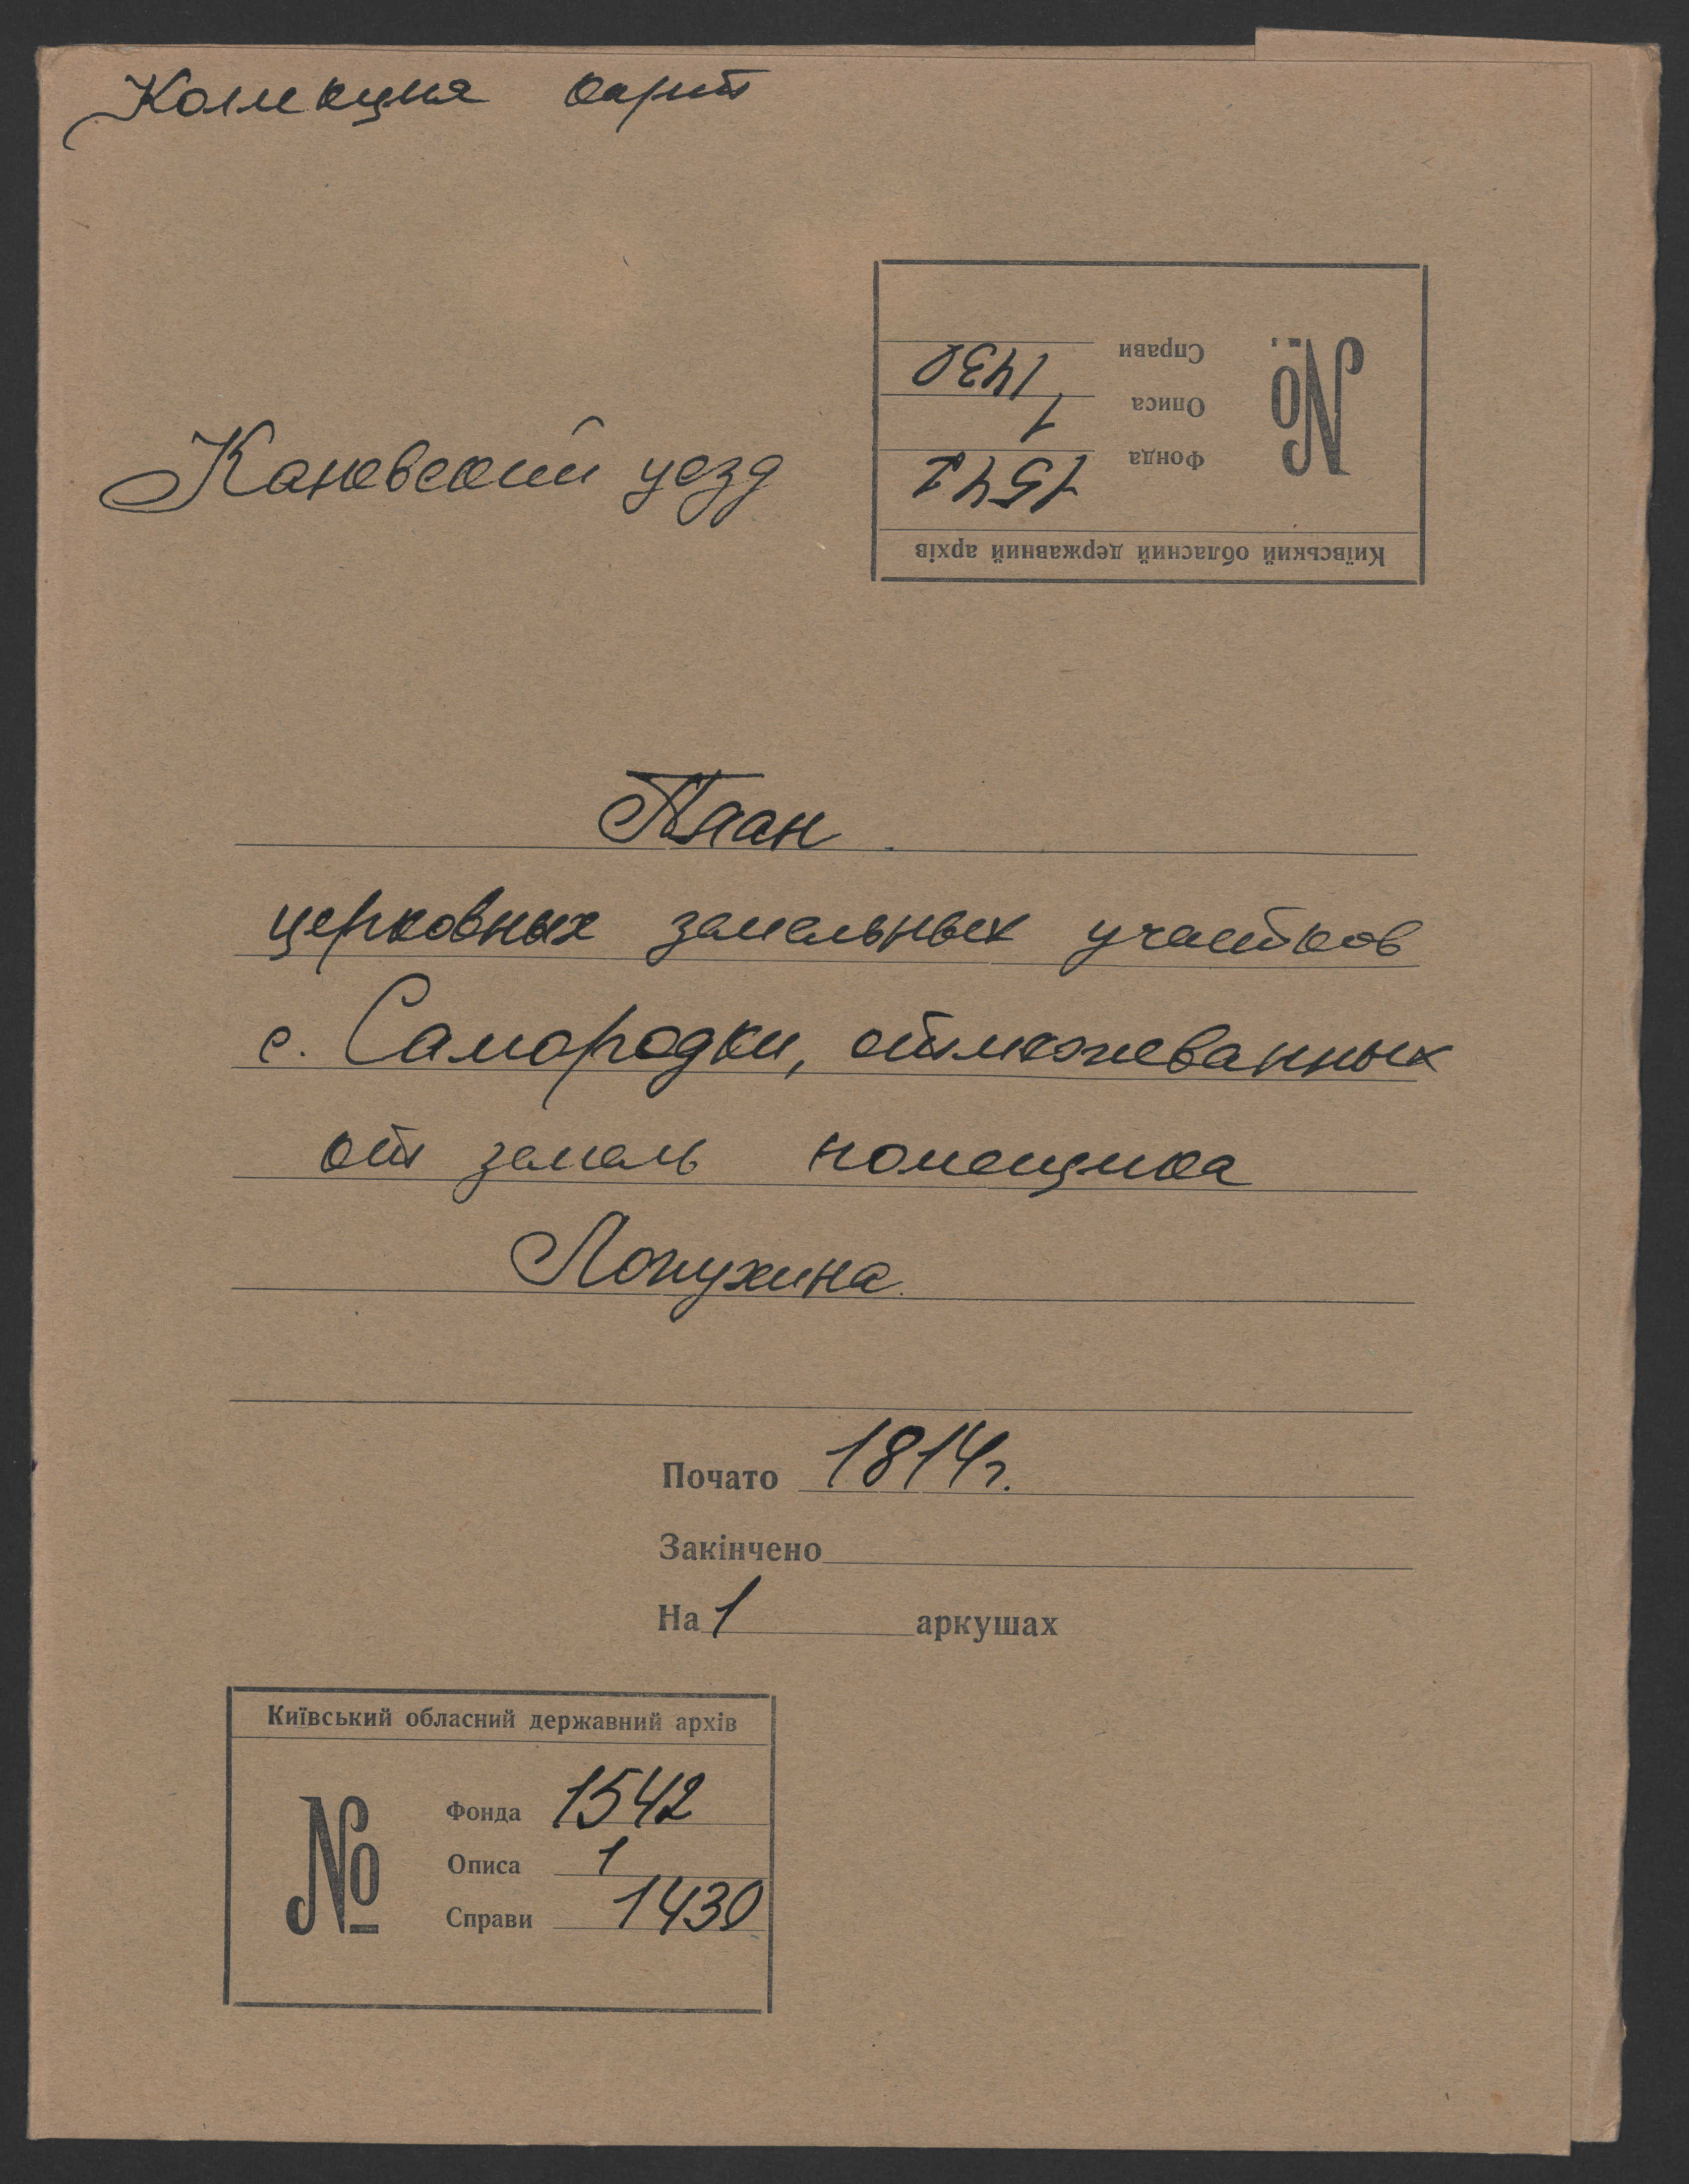 Колекция карт
Справи 1430
Описа 1
Фонда 1542
№
Київський обласний державний архів
Каневский уезд
План
церковных земельных участков
с. Самородки, отмежеванных
от земель помещика
Лопухина.
Почато 1814г.
Закінчено
На 1 аркушах
Київський обласний державний архів
№
Фонда 1542
Описа 1
Справи 1430